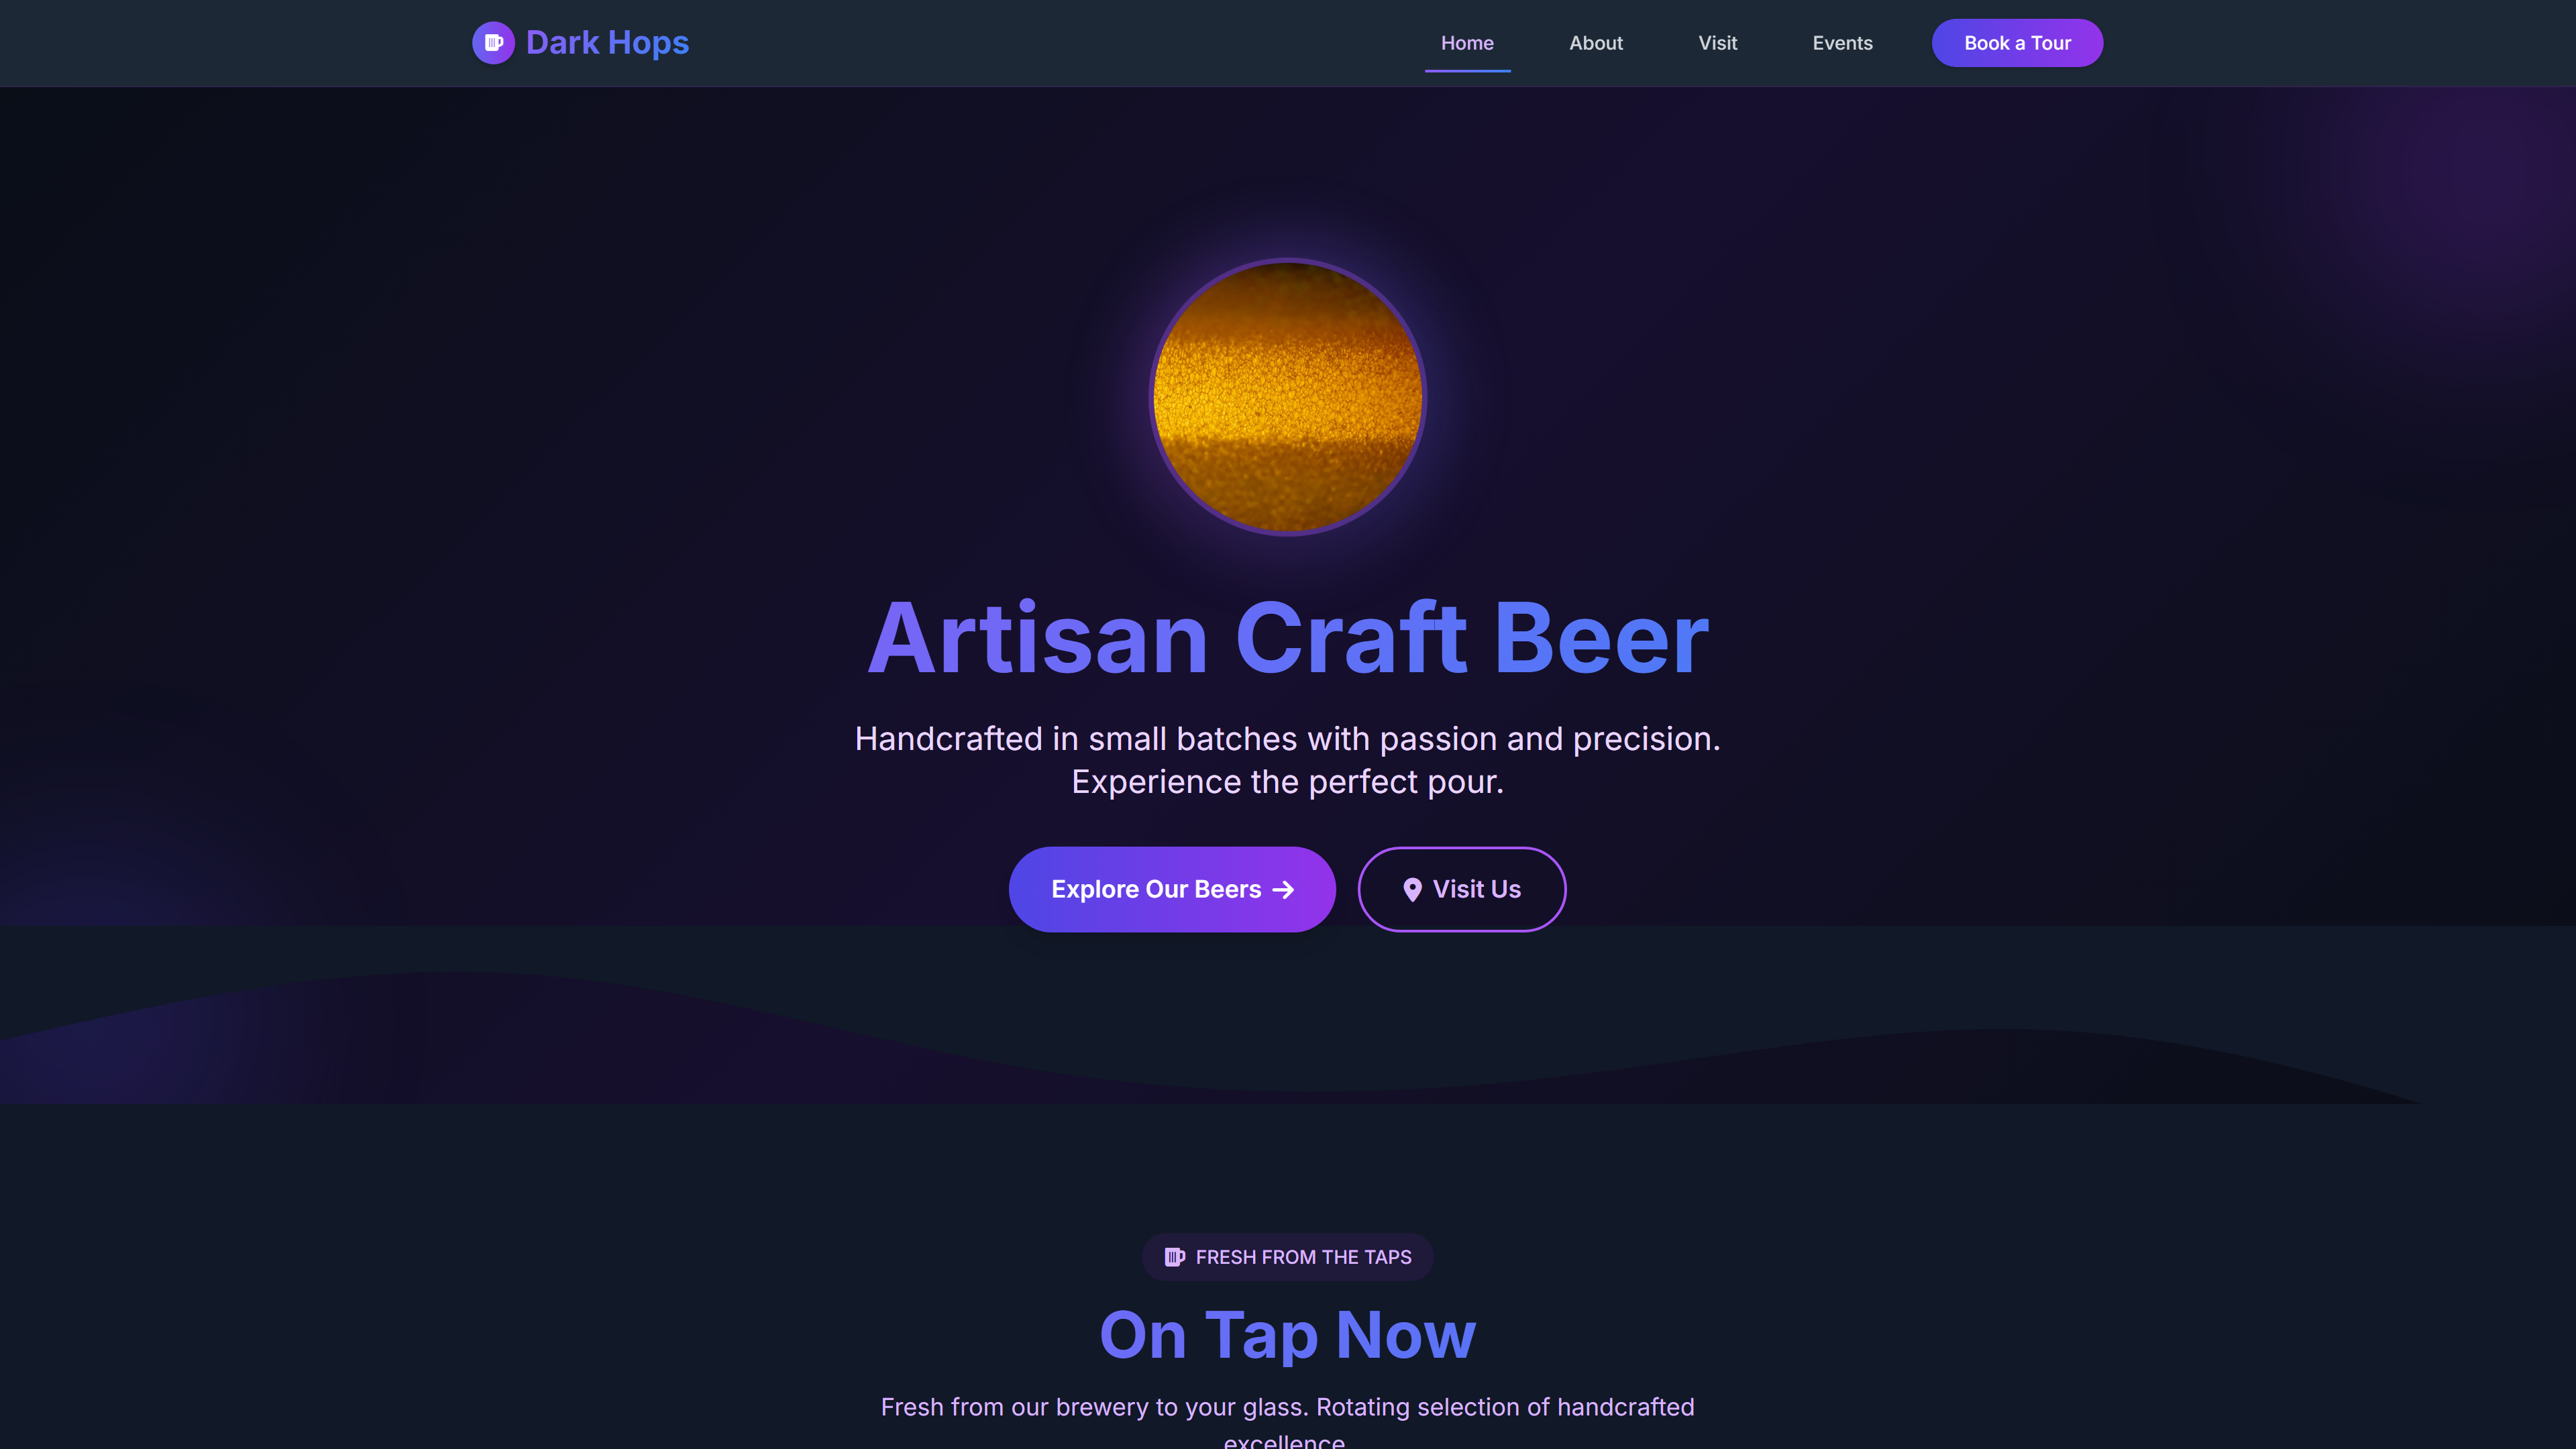 Dark Hops
Home
About
Visit
Events
Book a Tour
Artisan Craft Beer
Handcrafted in small batches with passion and precision.
Experience the perfect pour.
Explore Our Beers
Visit Us
FRESH FROM THE TAPS
On Tap Now
Fresh from our brewery to your glass. Rotating selection of handcrafted
excellence